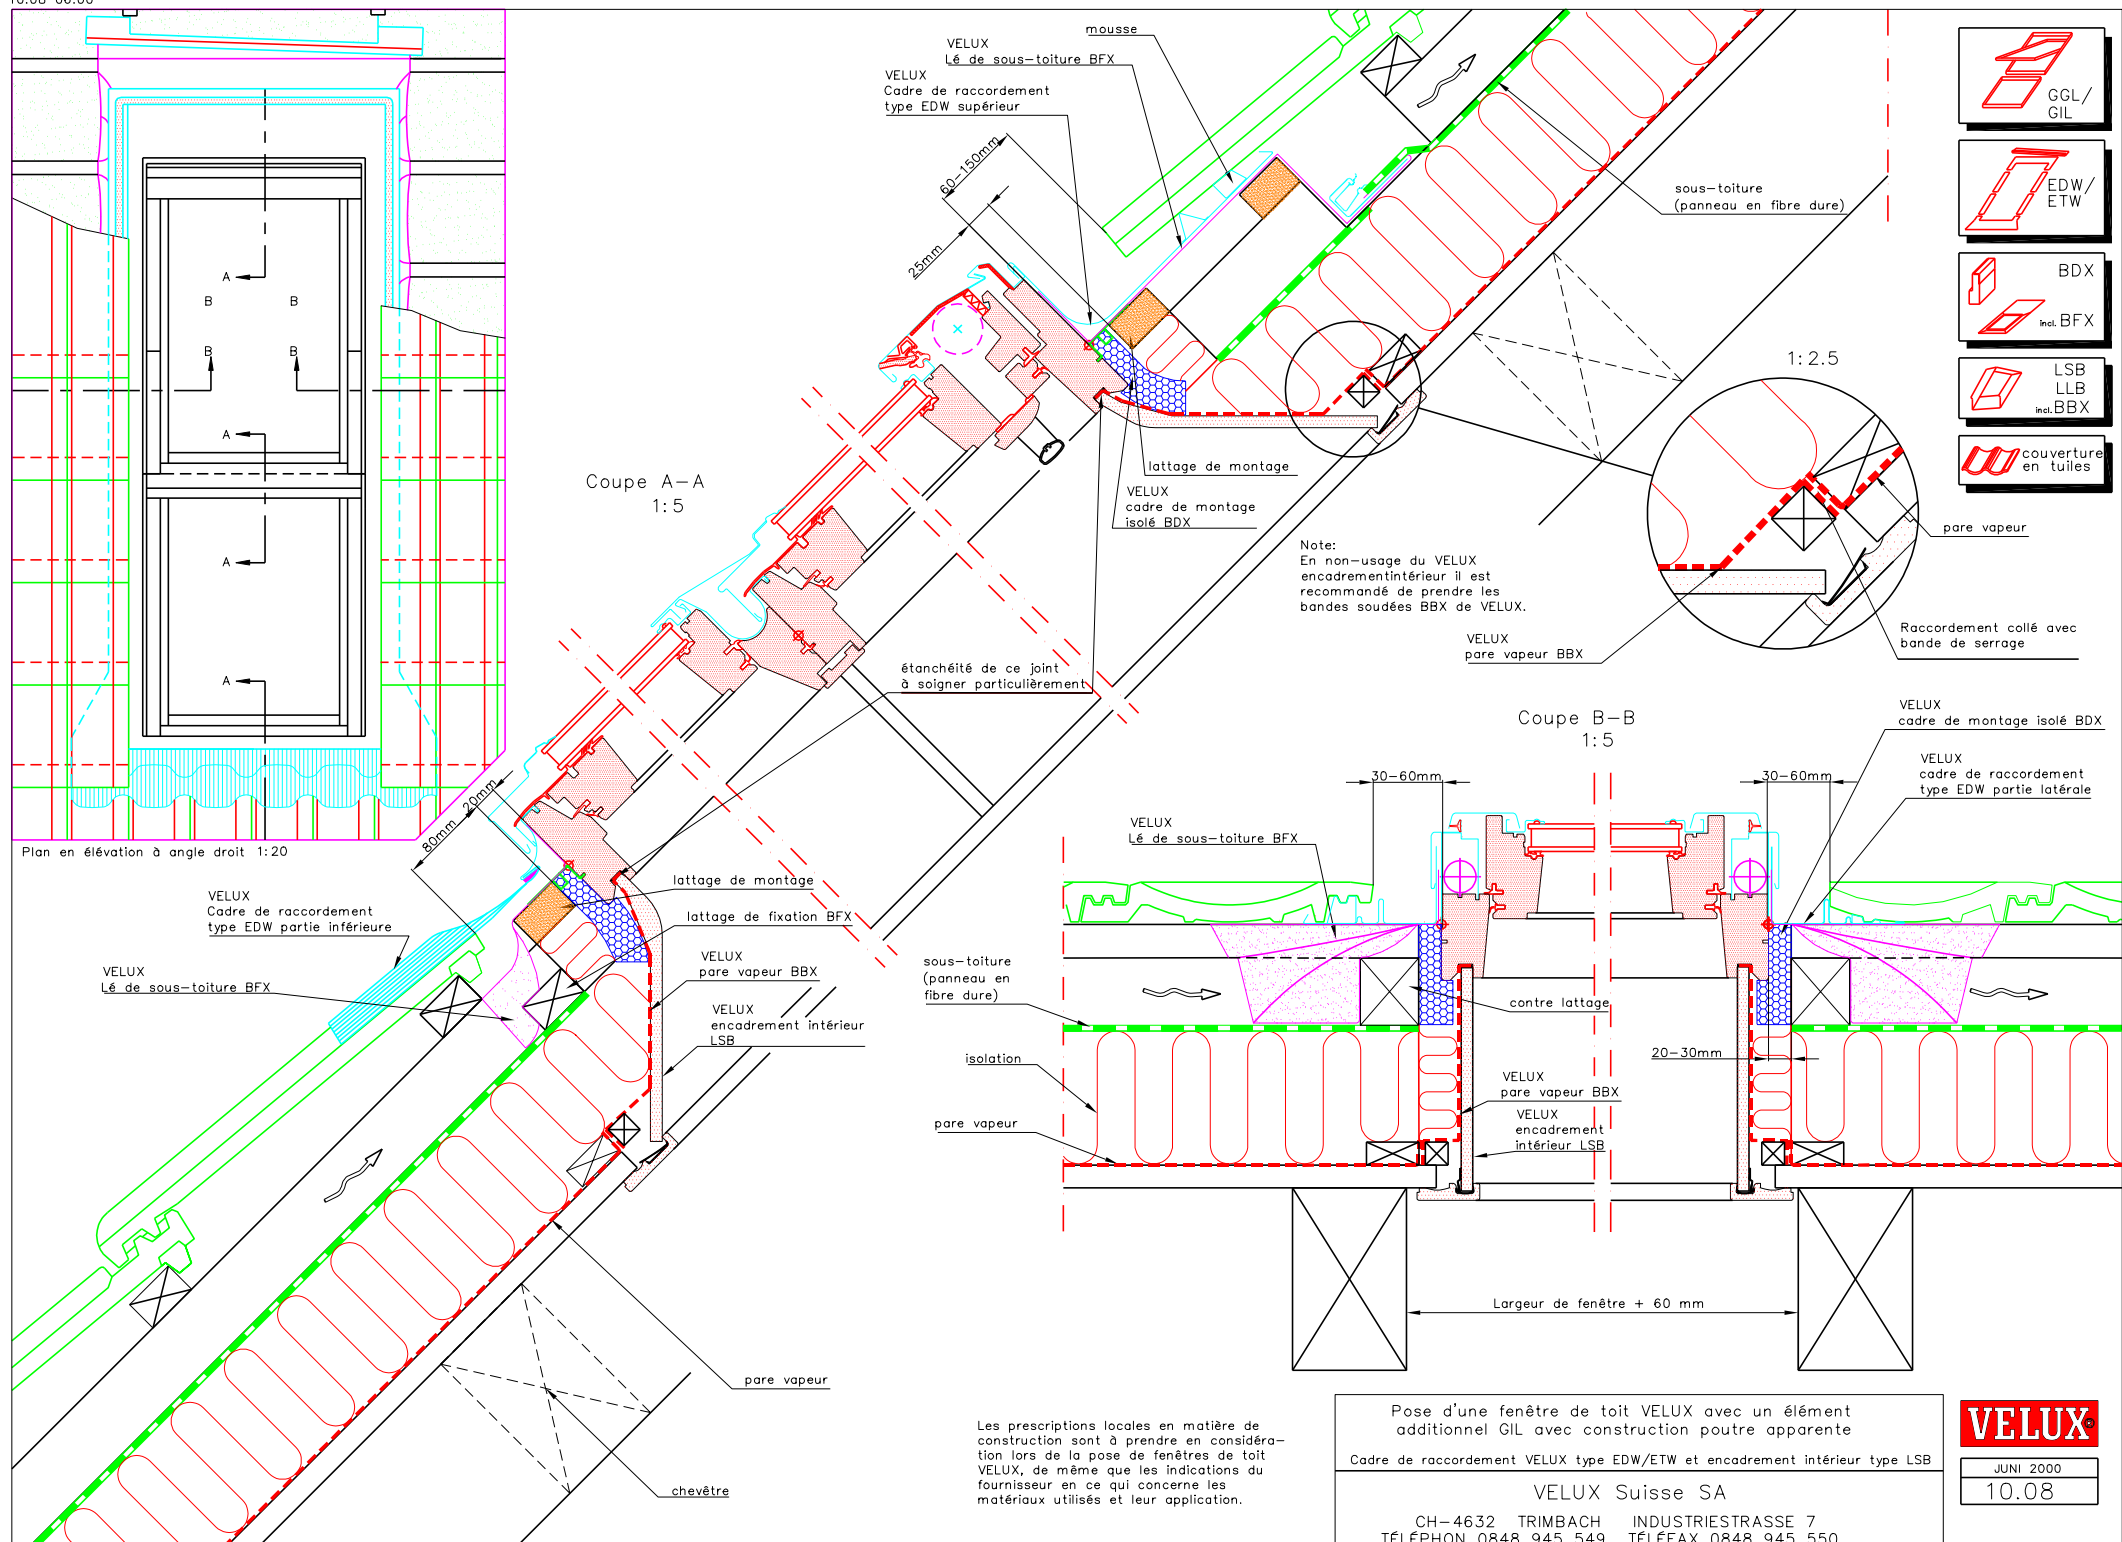 Plan en élévation à angle droit 1:20
A
B
B
B
B
A
A
A
mousse
VELUX
Lé de sous-toiture BFX
VELUX
Cadre de raccordement
type EDW supérieur
60-150mm
25mm
sous-toiture
(panneau en fibre dure)
GGL/
GIL
EDW/
ETW
BDX
incl. BFX
LSB
LLB
incl. BBX
couverture
en tuiles
1:2.5
Coupe A-A
1:5
lattage de montage
VELUX
cadre de montage
isolé BDX
Note:
En non-usage du VELUX
encadrementintérieur il est
recommandé de prendre les
bandes soudées BBX de VELUX.
pare vapeur
VELUX
pare vapeur BBX
Raccordement collé avec
bande de serrage
étanchéité de ce joint
à soigner particulièrement
20mm
80mm
lattage de montage
lattage de fixation BFX
VELUX
pare vapeur BBX
VELUX
encadrement intérieur
LSB
VELUX
Cadre de raccordement
type EDW partie inférieure
VELUX
Lé de sous-toiture BFX
pare vapeur
chevêtre
Coupe B-B
1:5
VELUX
cadre de montage isolé BDX
VELUX
cadre de raccordement
type EDW partie latérale
30-60mm
30-60mm
VELUX
Lé de sous-toiture BFX
sous-toiture
(panneau en
fibre dure)
isolation
pare vapeur
contre lattage
20-30mm
VELUX
pare vapeur BBX
VELUX
encadrement
intérieur LSB
Largeur de fenêtre + 60 mm
Les prescriptions locales en matière de
construction sont à prendre en considéra-
tion lors de la pose de fenêtres de toit
VELUX, de même que les indications du
fournisseur en ce qui concerne les
matériaux utilisés et leur application.
Pose d'une fenêtre de toit VELUX avec un élément
additionnel GIL avec construction poutre apparente
Cadre de raccordement VELUX type EDW/ETW et encadrement intérieur type LSB
VELUX Suisse SA
CH-4632 TRIMBACH INDUSTRIESTRASSE 7
TÉLÉPHON 0848 945 549 TÉLÉFAX 0848 945 550
VELUX®
JUNI 2000
10.08